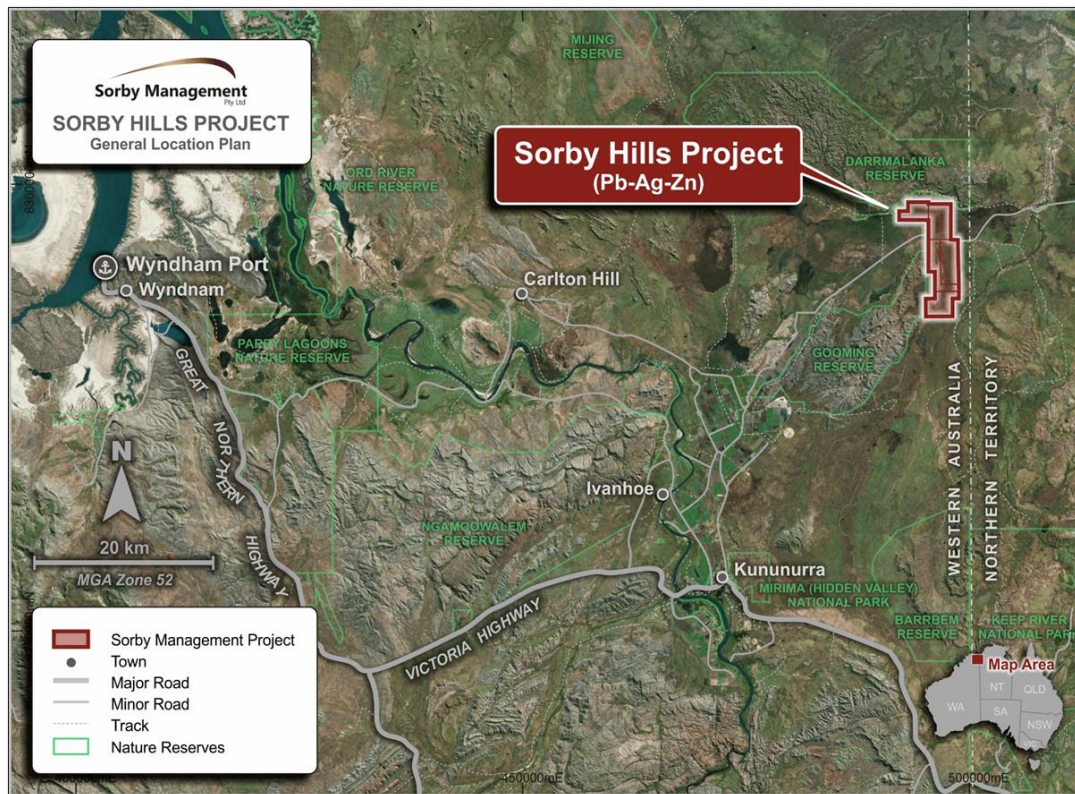 Sorby Management
Pty Ltd
SORBY HILLS PROJECT
General Location Plan
MIJING
RESERVE
Sorby Hills Project
(Pb-Ag-Zn)
DARRMALANKA
RESERVE
ORD RIVER
NATURE RESERVE
Wyndham Port
Wyndnam
Carlton Hill
PARRY LAGOONS
NATURE RESERVE
GOOMING
RESERVE
GREAT NORTHERN HIGHWAY
WESTERN AUSTRALIA
NORTHERN TERRITORY
N
20 km
MGA Zone 52
Ivanhoe
NGAMOOWALEM
RESERVE
Kununurra
MIRIMA (HIDDEN VALLEY)
NATIONAL PARK
VICTORIA HIGHWAY
BARRBEM
RESERVE
KEEP RIVER
NATIONAL PARK
Map Area
WA
NT
QLD
SA
NSW
Sorby Management Project
Town
Major Road
Minor Road
Track
Nature Reserves
450000mE
500000mE